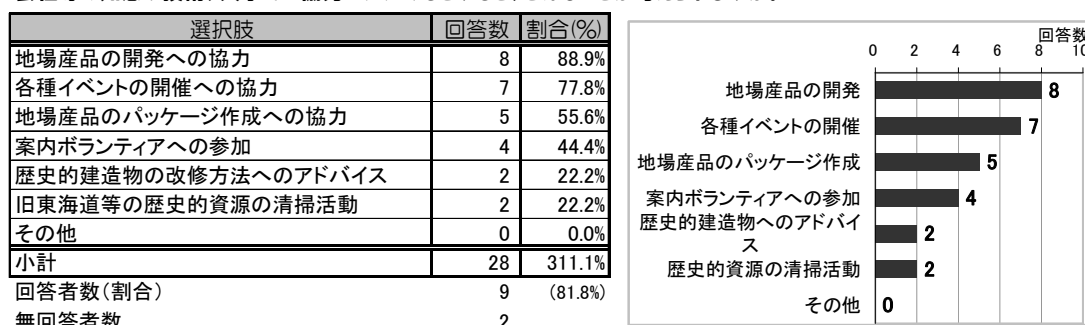 選択肢 回答数 割合(%)
地場産品の開発への協力 8 88.9%
各種イベントの開催への協力 7 77.8%
地場産品のパッケージ作成への協力 5 55.6%
案内ボランティアへの参加 4 44.4%
歴史的建造物の改修方法へのアドバイス 2 22.2%
旧東海道等の歴史的資源の清掃活動 2 22.2%
その他 0 0.0%
小計 28 311.1%
回答者数(割合) 9 (81.8%)
無回答者数 2
回答数
0 2 4 6 8 10
地場産品の開発 8
各種イベントの開催 7
地場産品のパッケージ作成 5
案内ボランティアへの参加 4
歴史的建造物へのアドバイ
ス 2
歴史的資源の清掃活動 2
その他 0